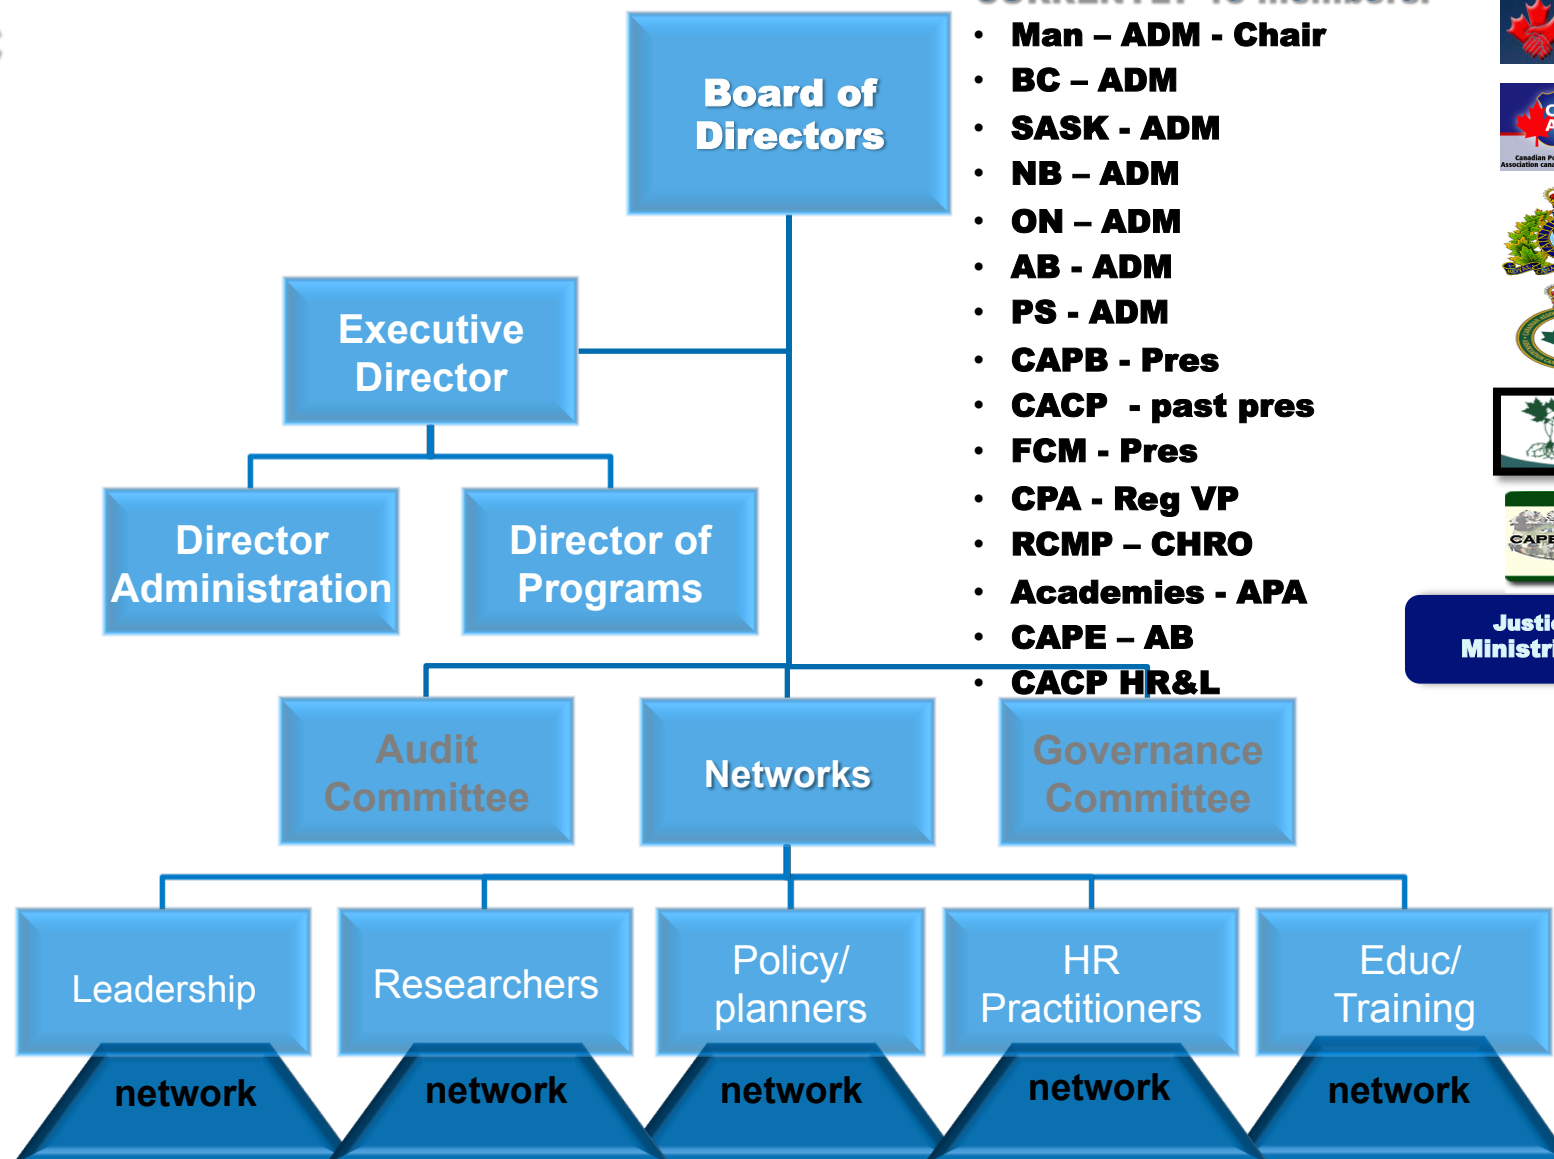 Board of
Directors
Man – ADM - Chair
BC – ADM
SASK - ADM
NB – ADM
ON – ADM
AB - ADM
PS - ADM
CAPB - Pres
CACP - past pres
FCM - Pres
CPA - Reg VP
RCMP – CHRO
Academies - APA
CAPE – AB
CACP HR&L
Executive
Director
Director
Administration
Director of
Programs
Audit
Committee
Networks
Governance
Committee
Leadership
Researchers
Policy/
planners
HR
Practitioners
Educ/
Training
network
network
network
network
network